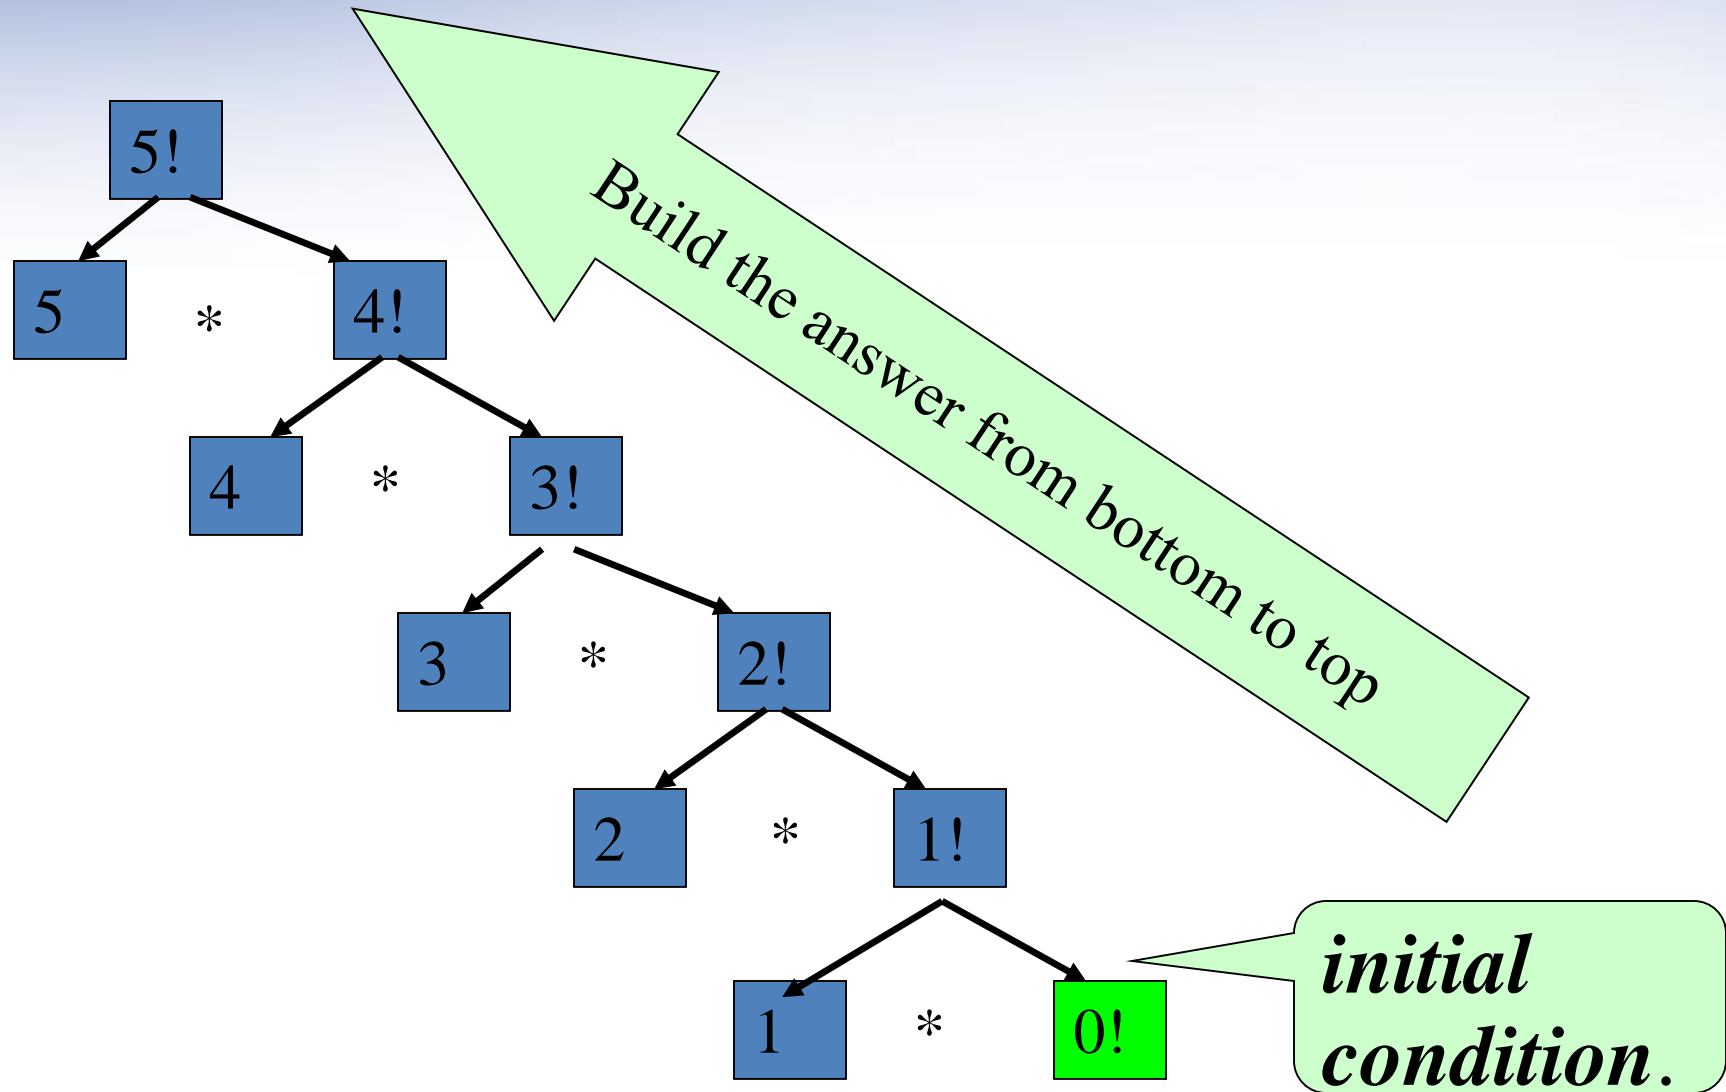 5!
Build the answer from bottom to top
5 * 4!
4 * 3!
3 * 2!
2 * 1!
1 * 0!
initial
condition.